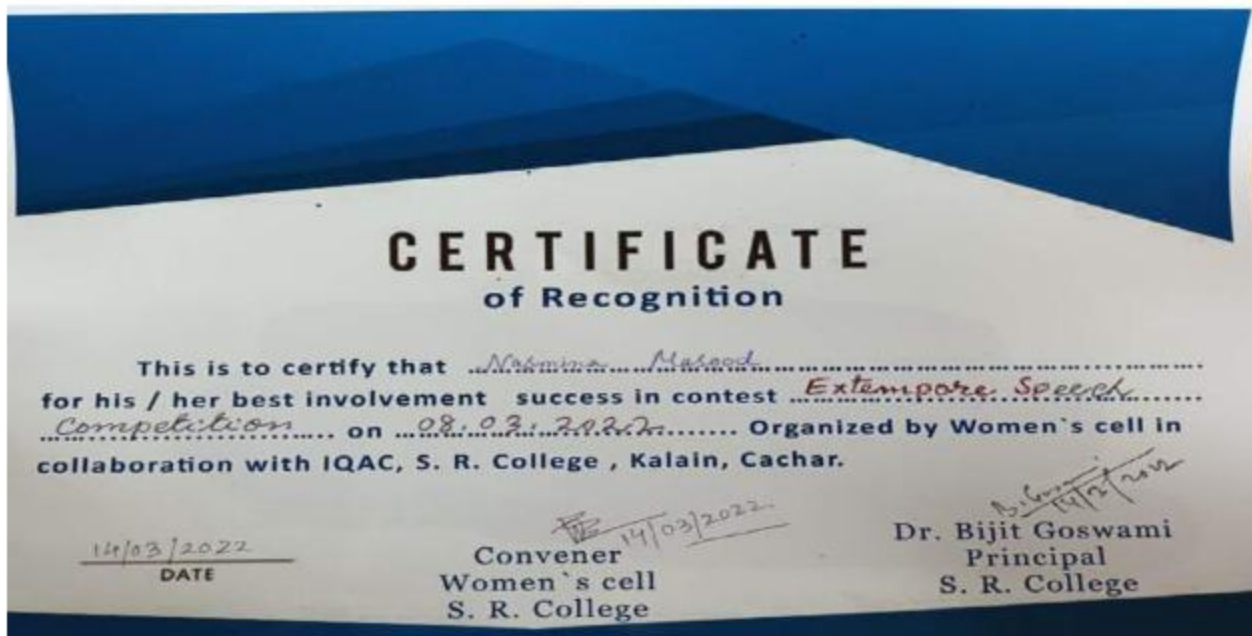 CERTIFICATE
of Recognition
This is to certify that Nasmina Masood
for his / her best involvement success in contest Extempore Speech
Competition on 08.03.2022 Organized by Women`s cell in
collaboration with IQAC, S. R. College , Kalain, Cachar.
14/03/2022
DATE
14/03/2022
Convener
Women`s cell
S. R. College
Dr. Bijit Goswami
Principal
S. R. College